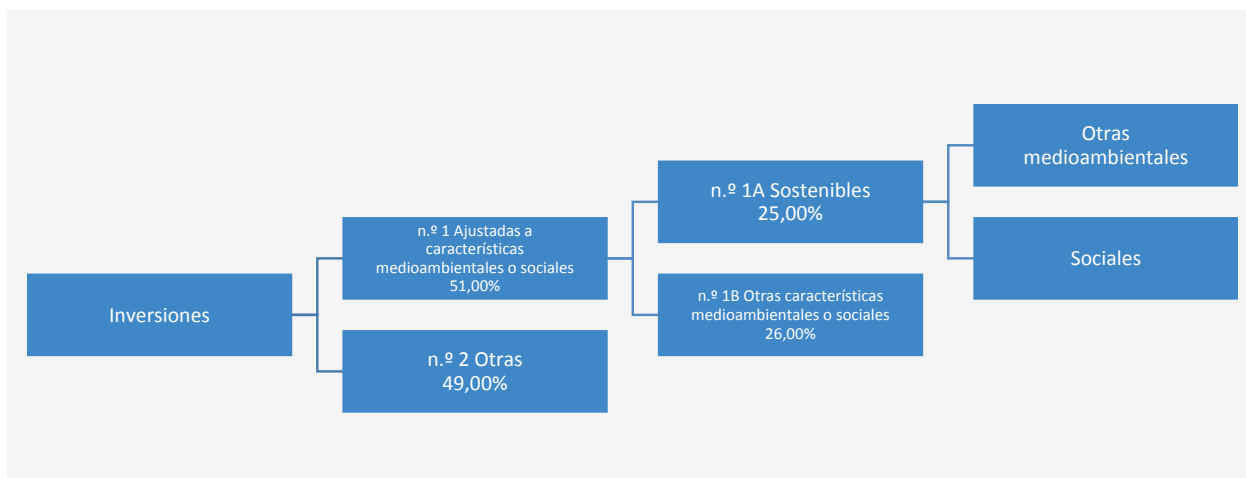 Inversiones
n.º 1 Ajustadas a
características
medioambientales o sociales
51,00%
n.º 2 Otras
49,00%
n.º 1A Sostenibles
25,00%
n.º 1B Otras características
medioambientales o sociales
26,00%
Otras
medioambientales
Sociales